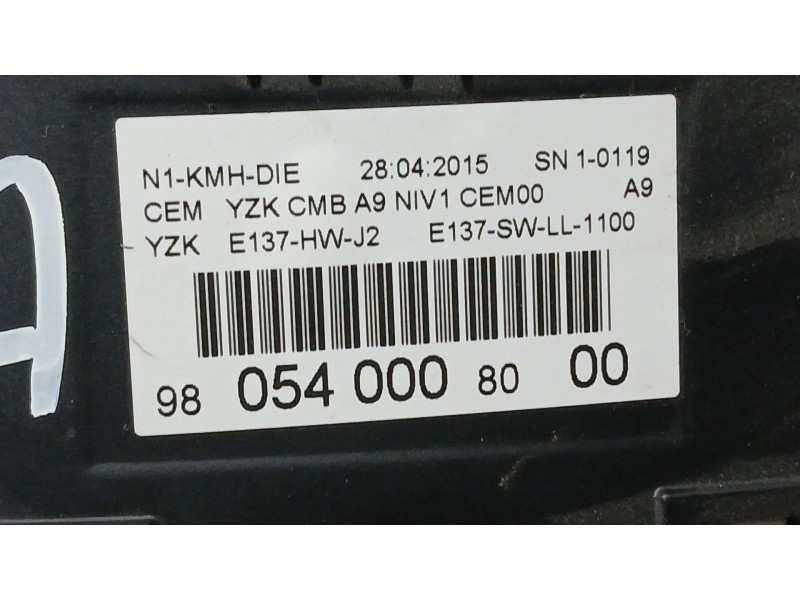 N1-KMH-DIE 28:04:2015 SN 1-0119
CEM YZK CMB A9 NIV1 CEM00 A9
YZK E137-HW-J2 E137-SW-LL-1100
98 054 000 80 00
A